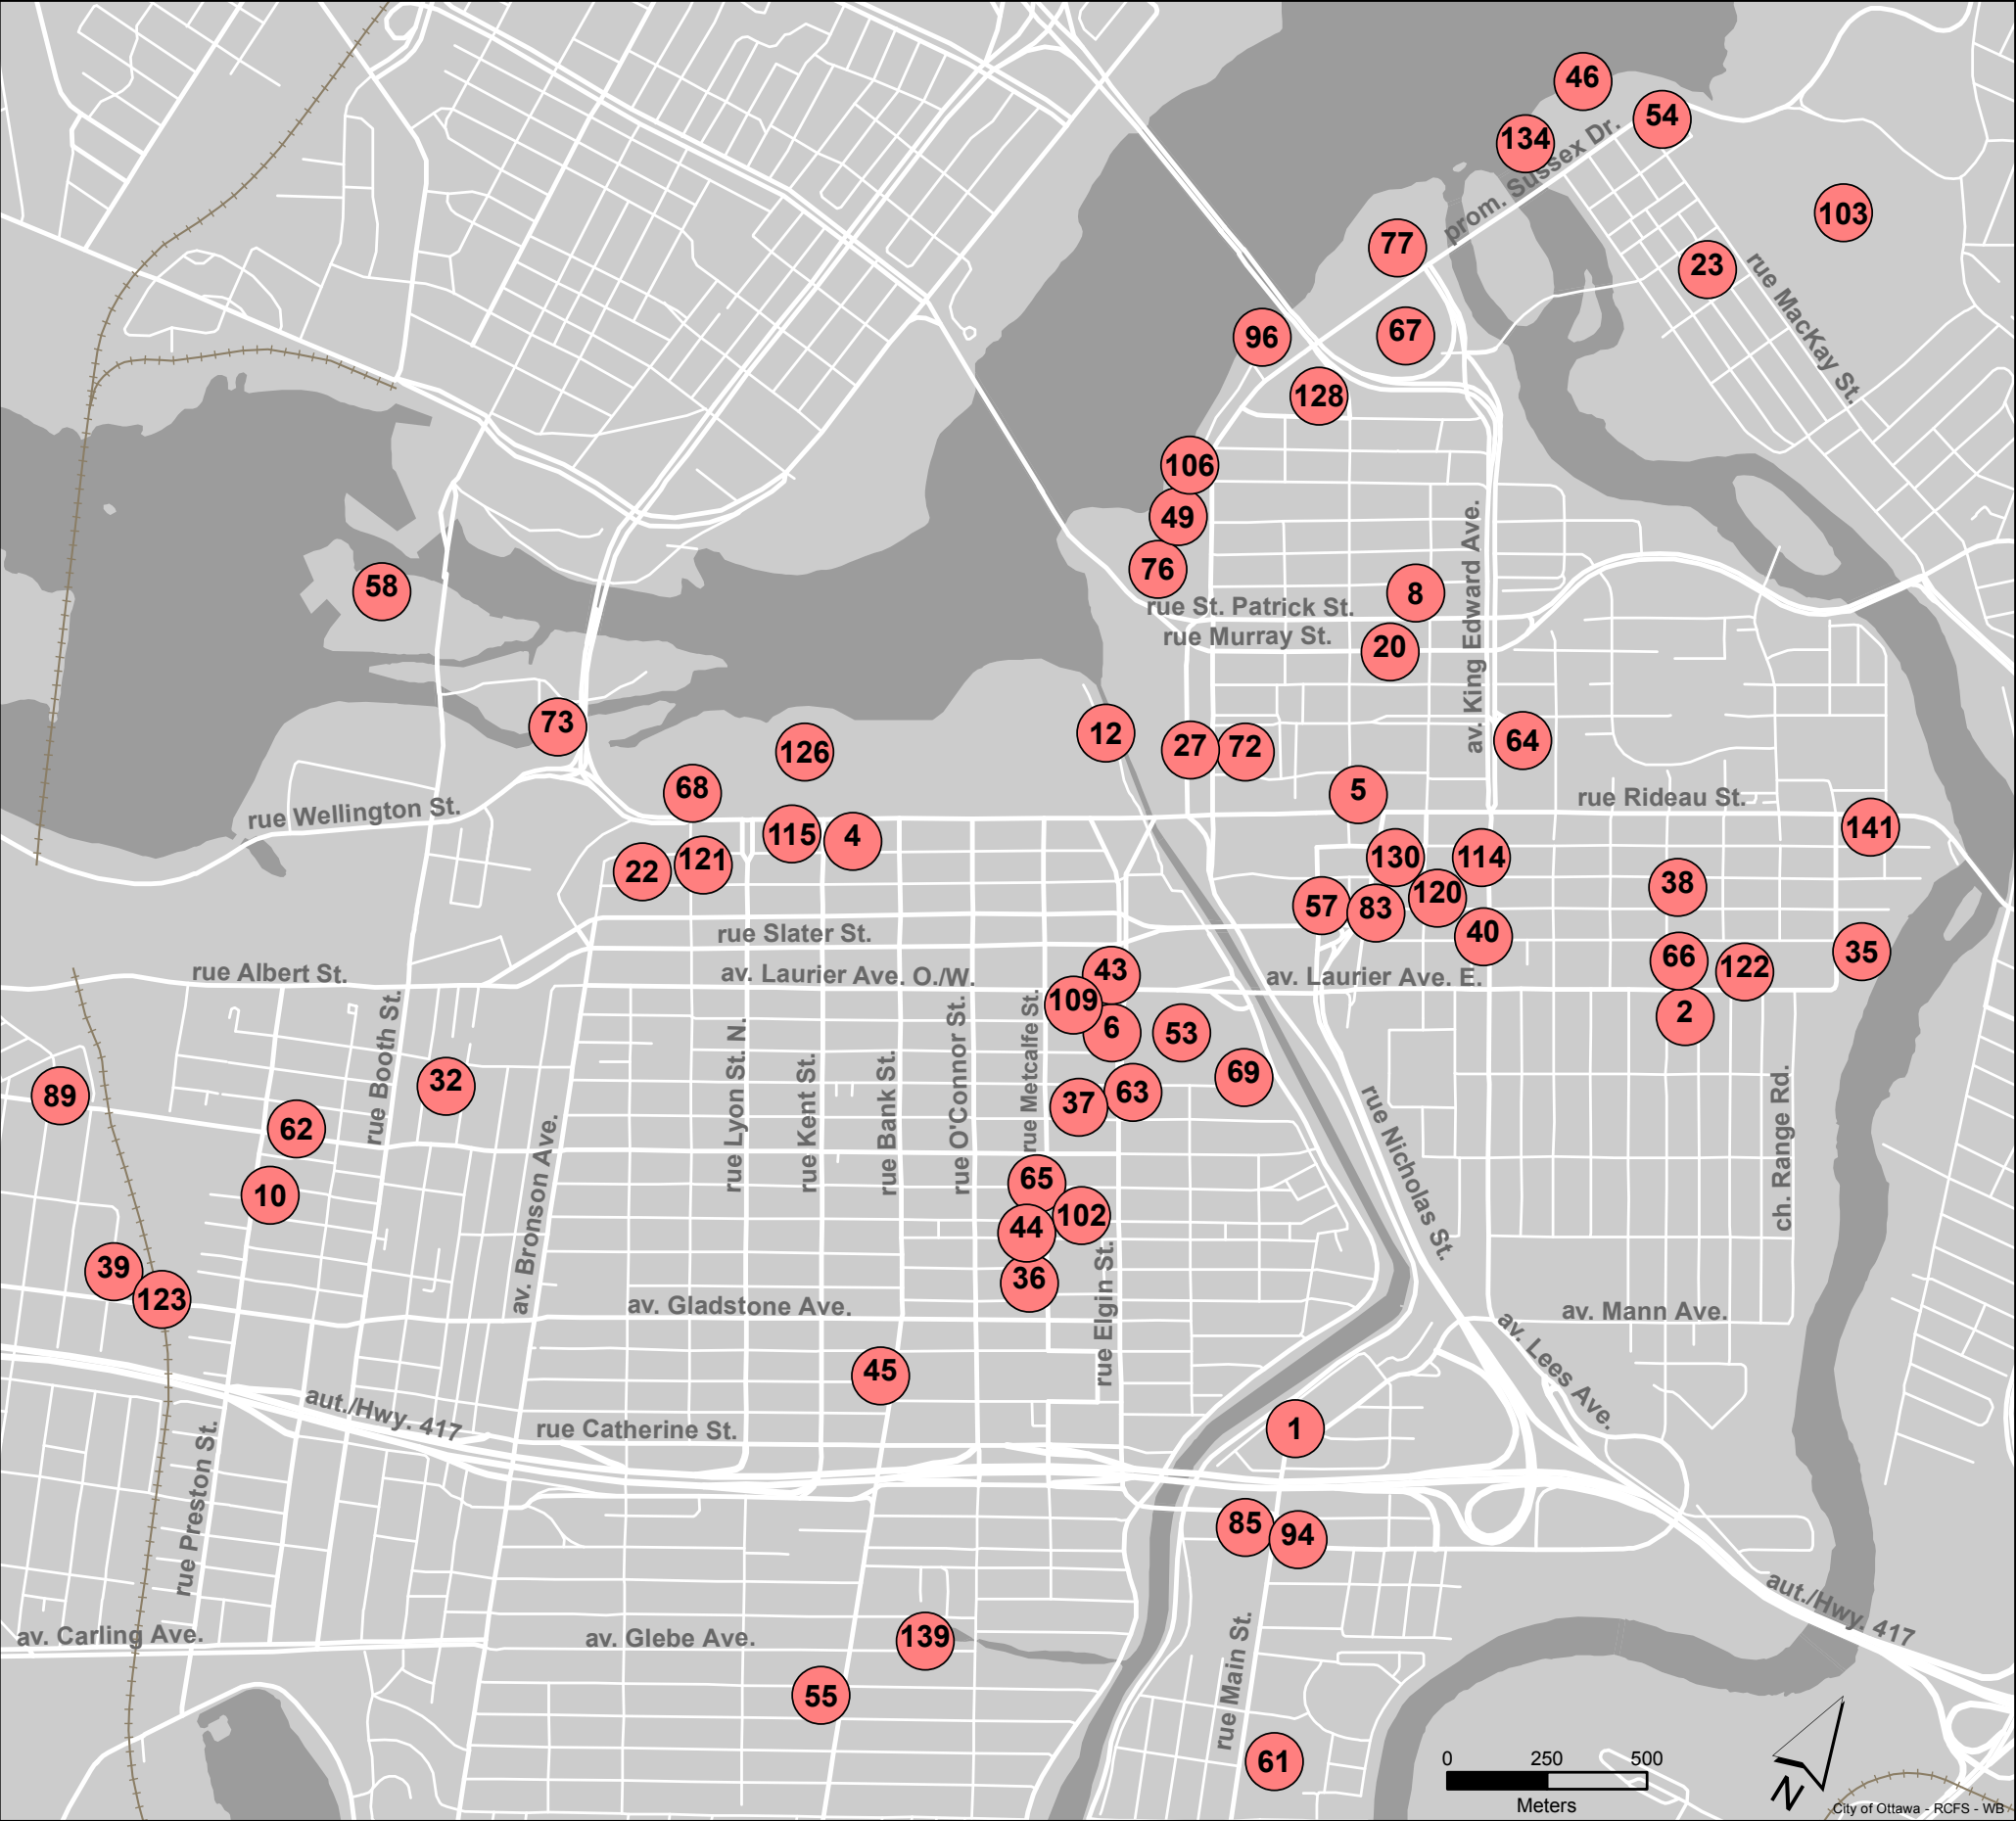 46
54
134
prom. Sussex Dr.
103
77
23
rue MacKay St.
96
67
128
106
49
76
58
8
rue St. Patrick St.
rue Murray St.
20
av. King Edward Ave.
73
126
12
27
72
64
68
5
rue Rideau St.
rue Wellington St.
115
4
141
22
121
130
114
38
57
83
120
40
rue Slater St.
66
122
35
rue Albert St.
av. Laurier Ave. O./W.
43
av. Laurier Ave. E.
109
6
53
2
rue Booth St.
rue Lyon St. N.
rue Kent St.
rue Bank St.
rue O'Connor St.
rue Metcalfe St.
89
32
69
37
63
62
rue Nicholas St.
ch. Range Rd.
10
av. Bronson Ave.
65
102
44
36
39
123
av. Gladstone Ave.
rue Elgin St.
av. Mann Ave.
av. Lees Ave.
45
aut./Hwy. 417
rue Catherine St.
1
rue Preston St.
85
94
aut./Hwy. 417
av. Carling Ave.
av. Glebe Ave.
139
rue Main St.
55
61
0 250 500
Meters
N
City of Ottawa - RCFS - WB